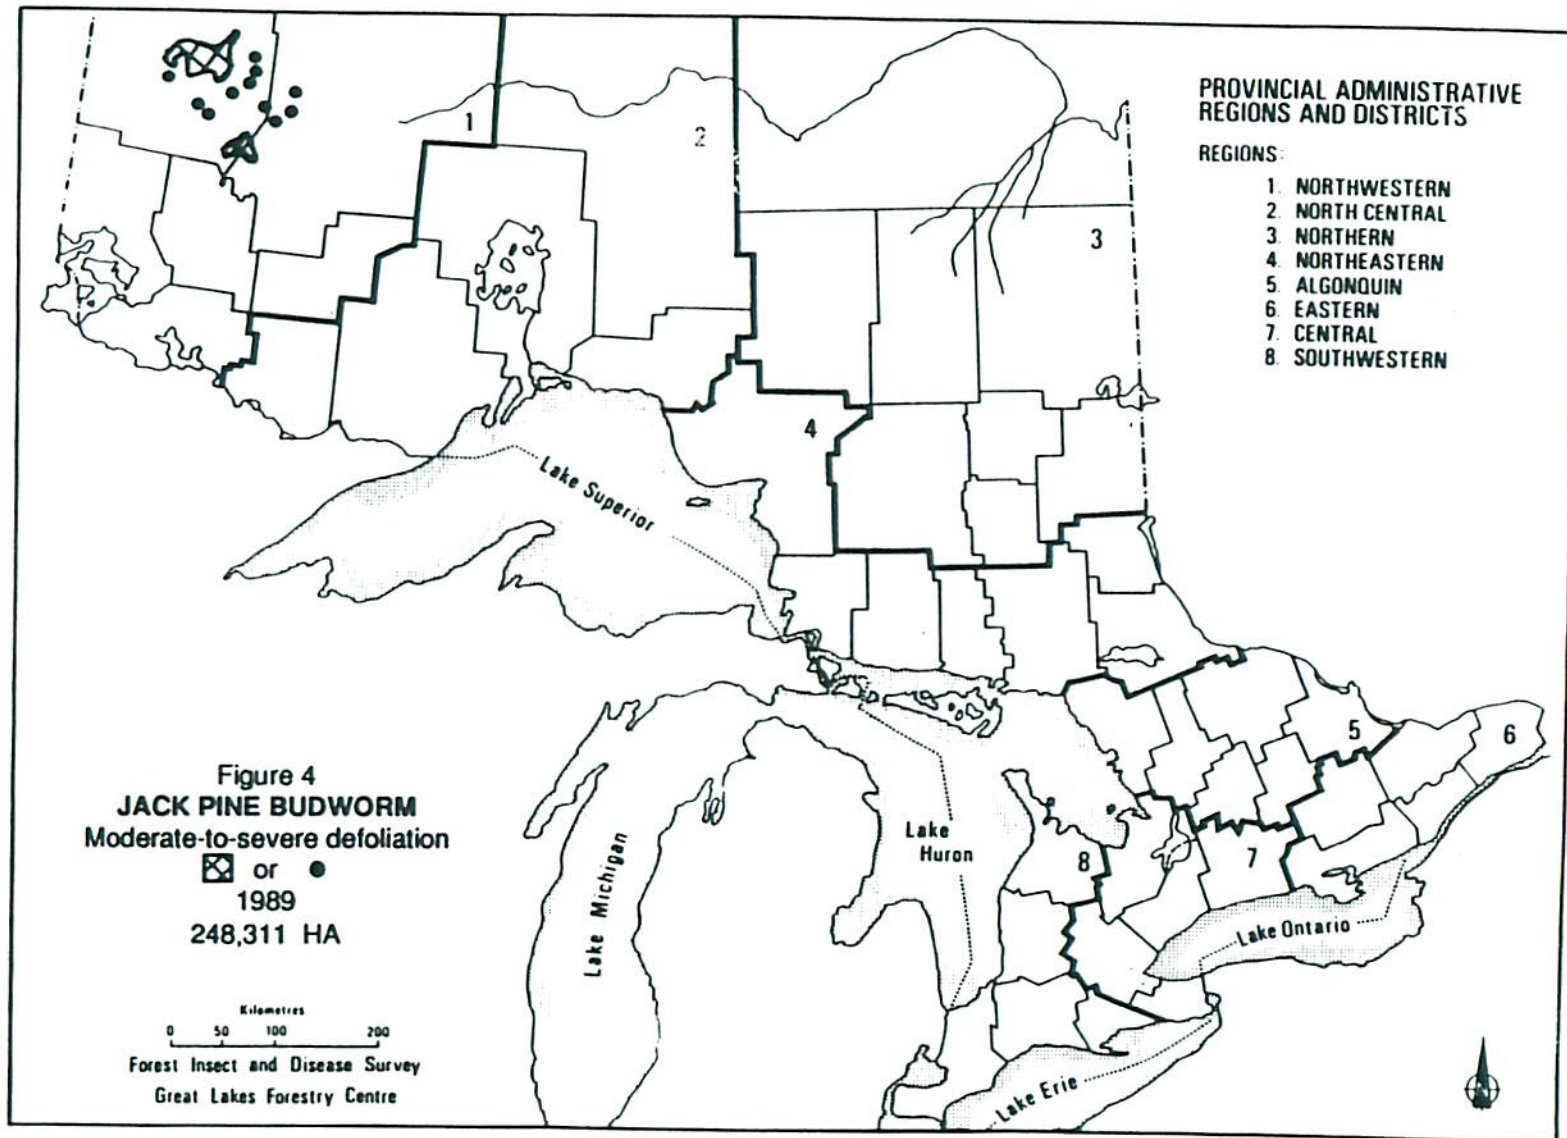 PROVINCIAL ADMINISTRATIVE
REGIONS AND DISTRICTS
REGIONS:
1. NORTHWESTERN
2. NORTH CENTRAL
3. NORTHERN
4. NORTHEASTERN
5. ALGONQUIN
6. EASTERN
7. CENTRAL
8. SOUTHWESTERN
1
2
3
4
5
6
7
8
Lake Superior
Lake Michigan
Lake
Huron
Lake Ontario
Lake Erie
Figure 4
JACK PINE BUDWORM
Moderate-to-severe defoliation
or
1989
248,311 HA
Kilometres
0 50 100 200
Forest Insect and Disease Survey
Great Lakes Forestry Centre